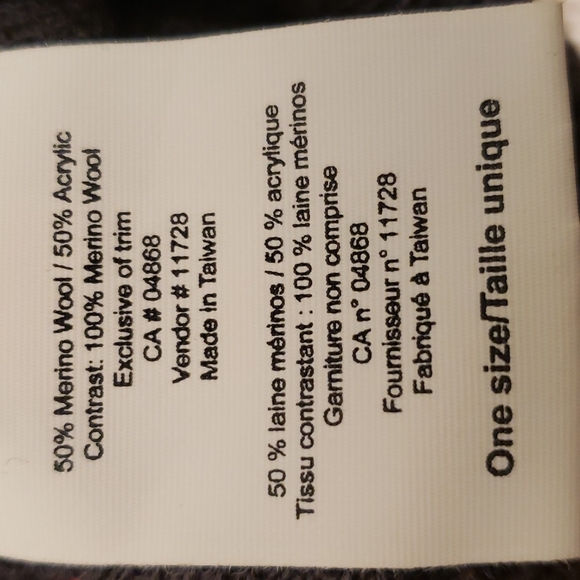 50% Merino Wool / 50% Acrylic
Contrast: 100% Merino Wool
Exclusive of trim
CA # 04868
Vendor # 11728
Made In Taiwan
50 % laine mérinos / 50 % acrylique
Tissu contrastant : 100 % laine mérinos
Garniture non comprise
CA n° 04868
Fournisseur n° 11728
Fabriqué à Taiwan
One size/Taille unique